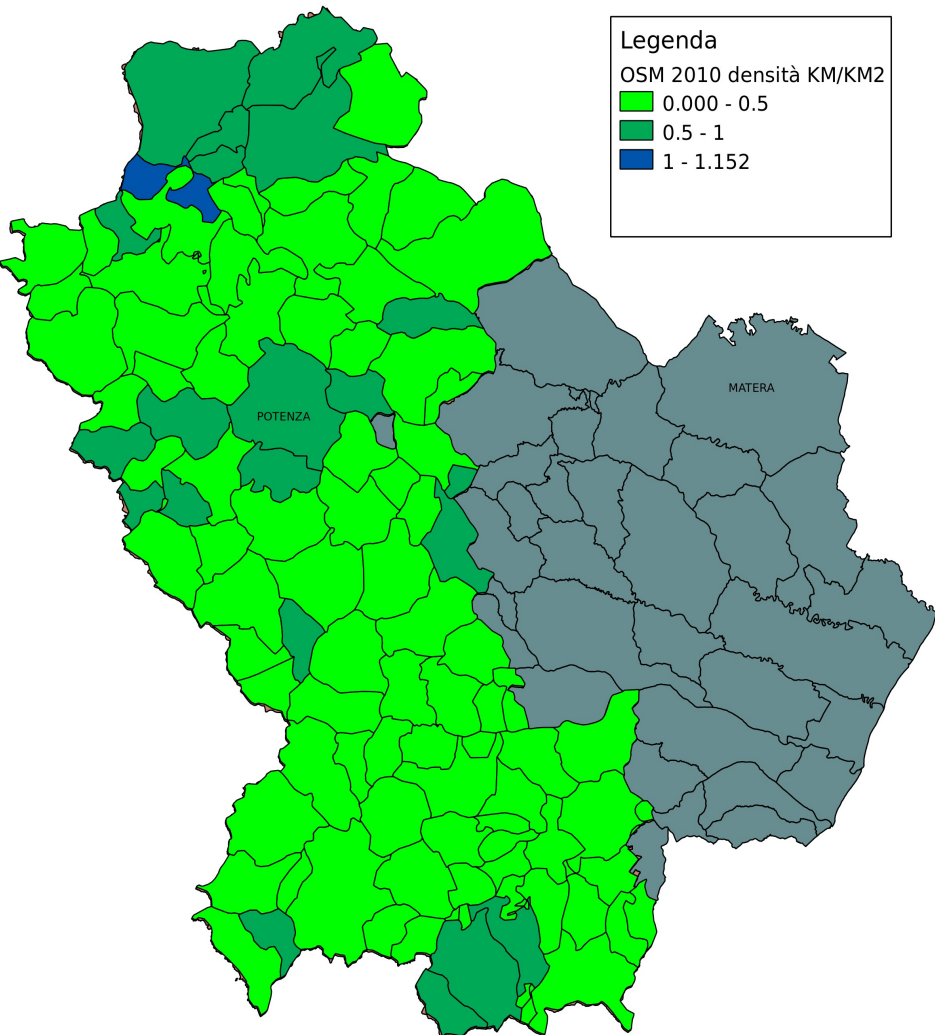 Legenda
OSM 2010 densità KM/KM2
0.000 - 0.5
0.5 - 1
1 - 1.152
MATERA
POTENZA